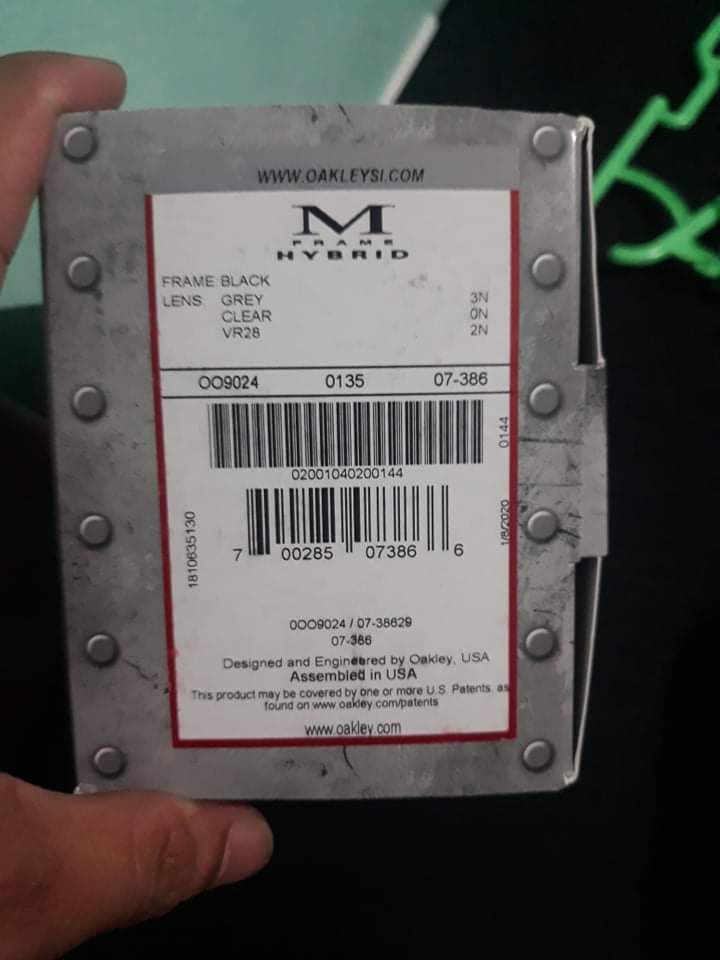 WWW.OAKLEYSI.COM
M
FRAME
HYBRID
FRAME: BLACK
LENS: GREY 3N
CLEAR 0N
VR28 2N
OO9024 0135 07-386
0144
02001040200144
1810635130
1/8/2020
7 00285 07386 6
0OO9024 / 07-38629
07-386
Designed and Engineered by Oakley, USA
Assembled in USA
This product may be covered by one or more U.S. Patents, as
found on www.oakley.com/patents
www.oakley.com